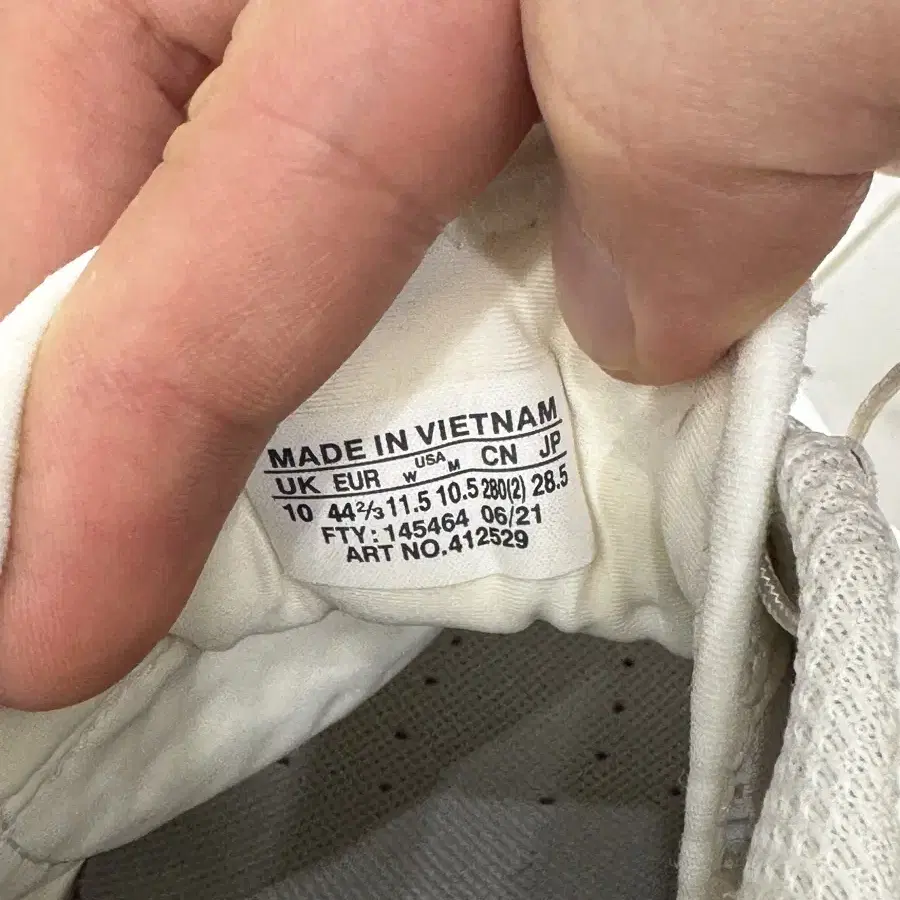 MADE IN VIETNAM
UK EUR W USA M CN JP
10 44⅔ 11.5 10.5 280(2) 28.5
FTY: 145464 06/21
ART NO.412529